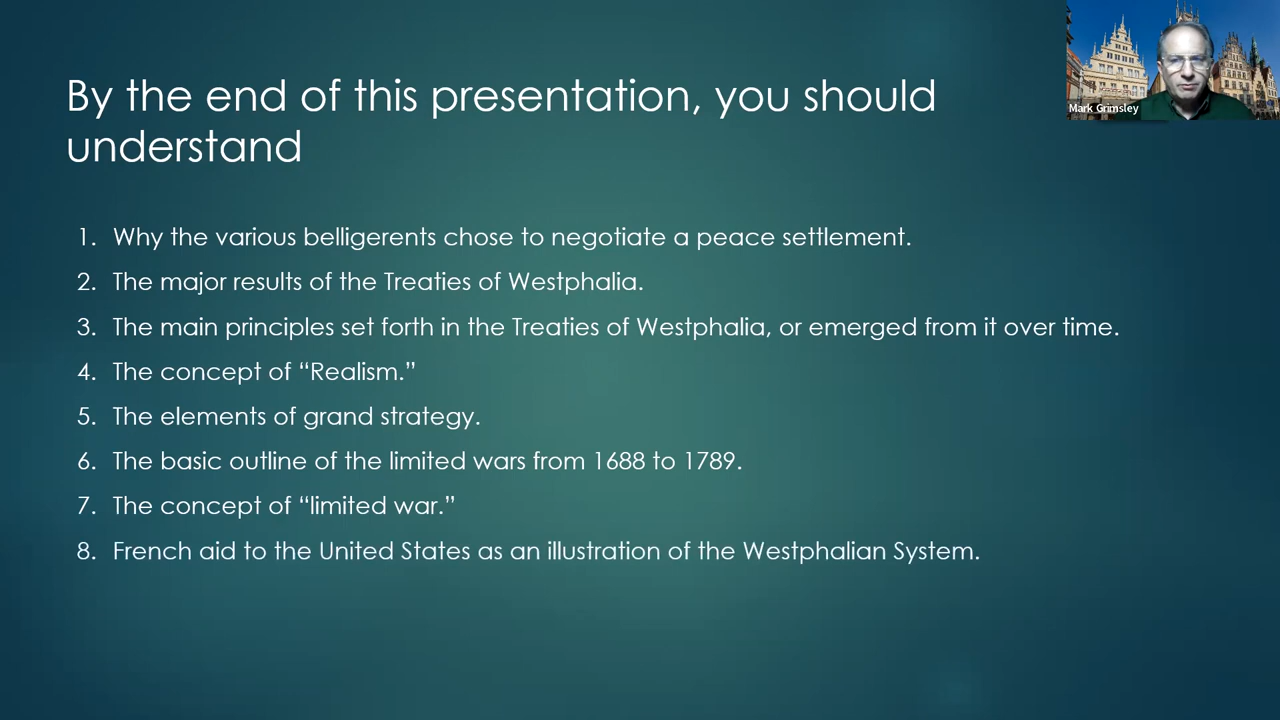 By the end of this presentation, you should
understand
Mark Grimsley
1. Why the various belligerents chose to negotiate a peace settlement.
2. The major results of the Treaties of Westphalia.
3. The main principles set forth in the Treaties of Westphalia, or emerged from it over time.
4. The concept of “Realism.”
5. The elements of grand strategy.
6. The basic outline of the limited wars from 1688 to 1789.
7. The concept of “limited war.”
8. French aid to the United States as an illustration of the Westphalian System.